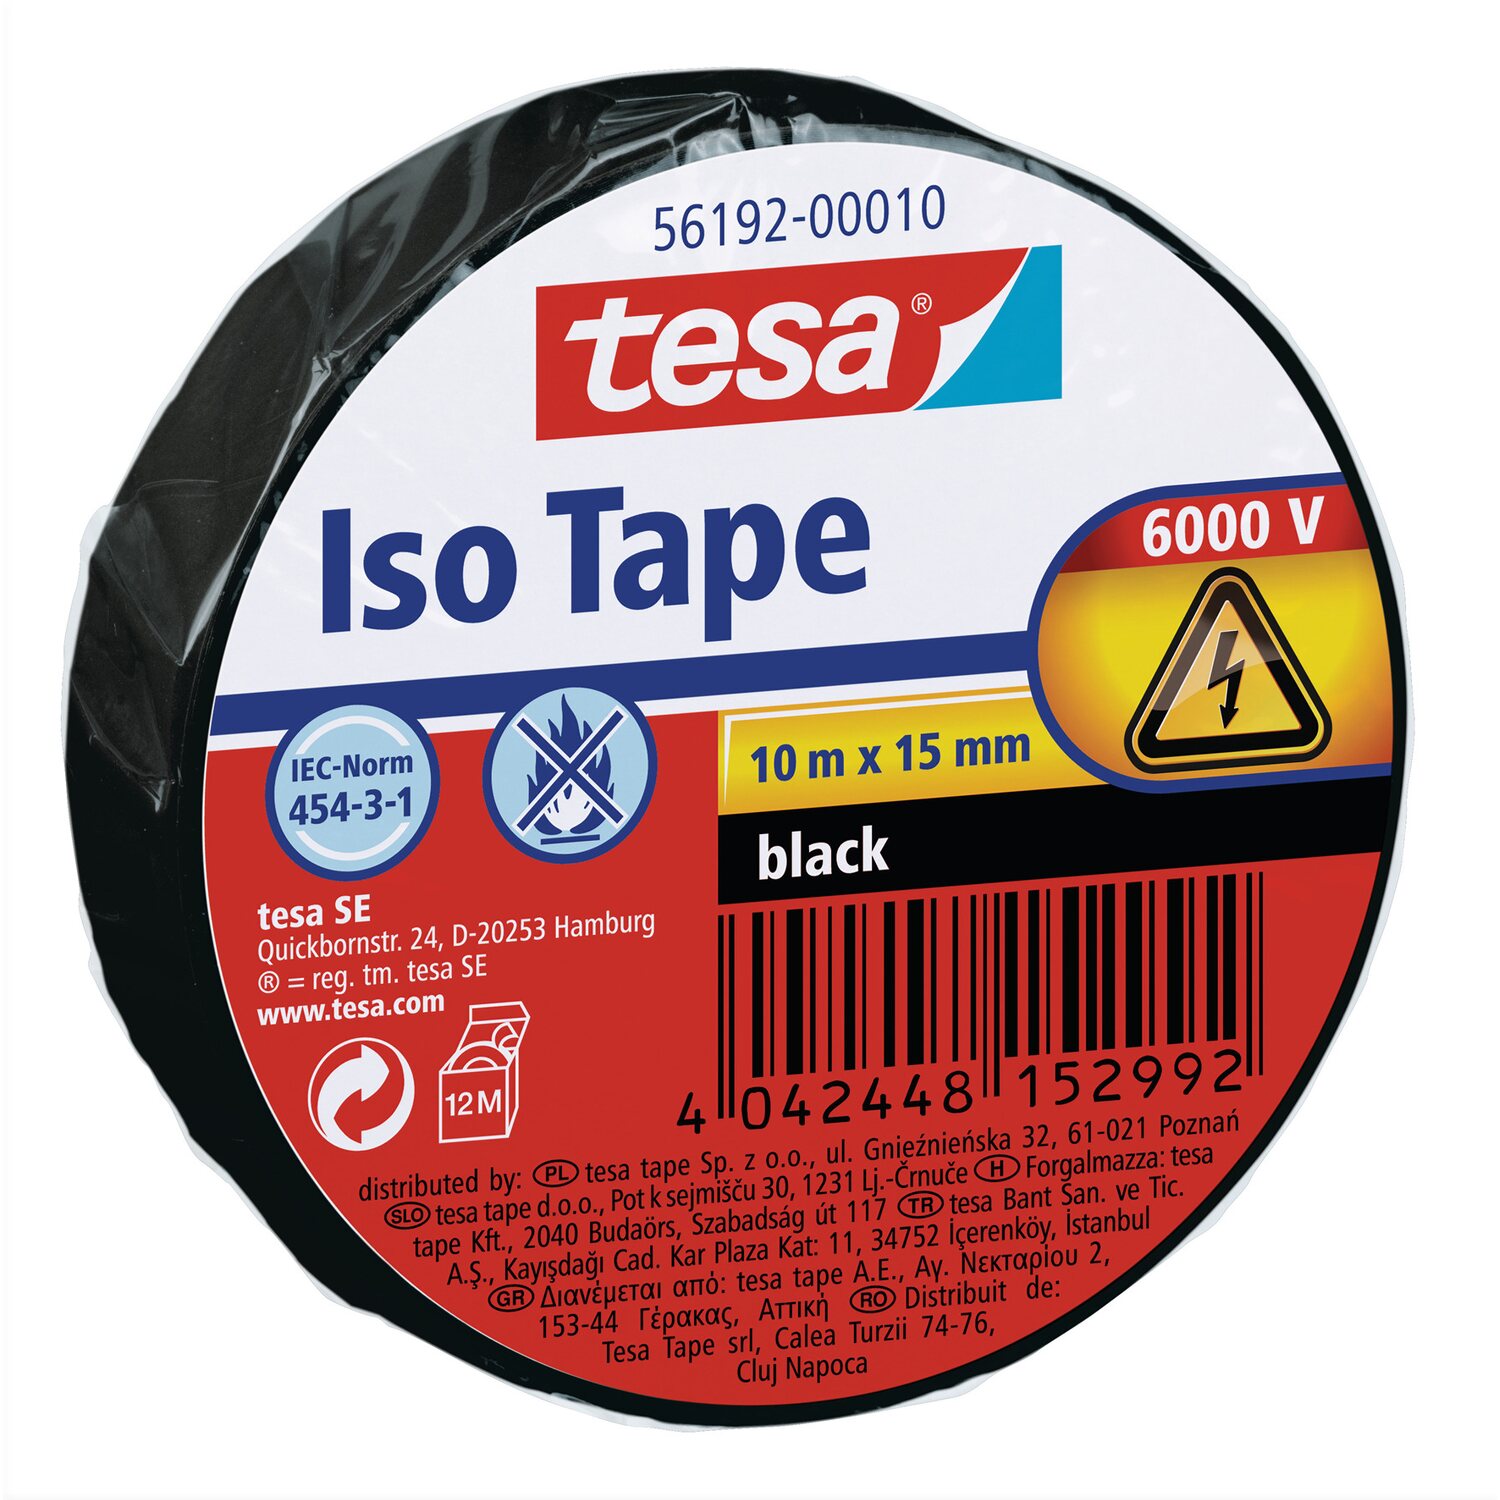 56192-00010
tesa®
Iso Tape
6000 V
10 m x 15 mm
black
IEC-Norm
454-3-1
tesa SE
Quickbornstr. 24, D-20253 Hamburg
® = reg. tm. tesa SE
www.tesa.com
12M
4 042448 152992
distributed by: PL tesa tape Sp. z o.o., ul. Gnieźnieńska 32, 61-021 Poznań
SLO tesa tape d.o.o., Pot k sejmišču 30, 1231 Lj.-Črnuče H Forgalmazza: tesa
tape Kft., 2040 Budaörs, Szabadság út 117 TR tesa Bant San. ve Tic.
A.Ş., Kayışdağı Cad. Kar Plaza Kat: 11, 34752 İçerenköy, İstanbul
GR Διανέμεται από: tesa tape A.E., Αγ. Νεκταρίου 2,
153-44 Γέρακας, Αττική RO Distribuit de:
Tesa Tape srl, Calea Turzii 74-76,
Cluj Napoca